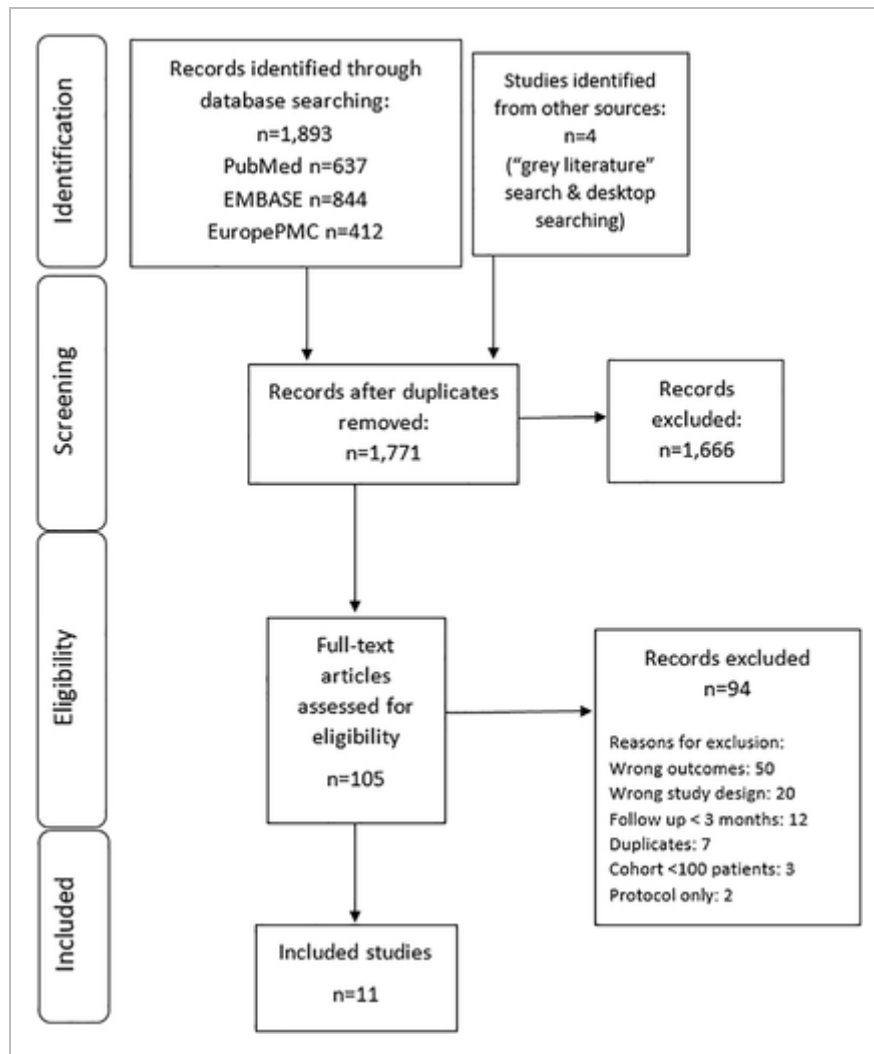 Identification
Records identified through
database searching:
n=1,893
PubMed n=637
EMBASE n=844
EuropePMC n=412
Studies identified
from other sources:
n=4
(“grey literature”
search & desktop
searching)
Screening
Records after duplicates
removed:
n=1,771
Records
excluded:
n=1,666
Eligibility
Full-text
articles
assessed for
eligibility
n=105
Records excluded
n=94
Reasons for exclusion:
Wrong outcomes: 50
Wrong study design: 20
Follow up < 3 months: 12
Duplicates: 7
Cohort <100 patients: 3
Protocol only: 2
Included
Included studies
n=11